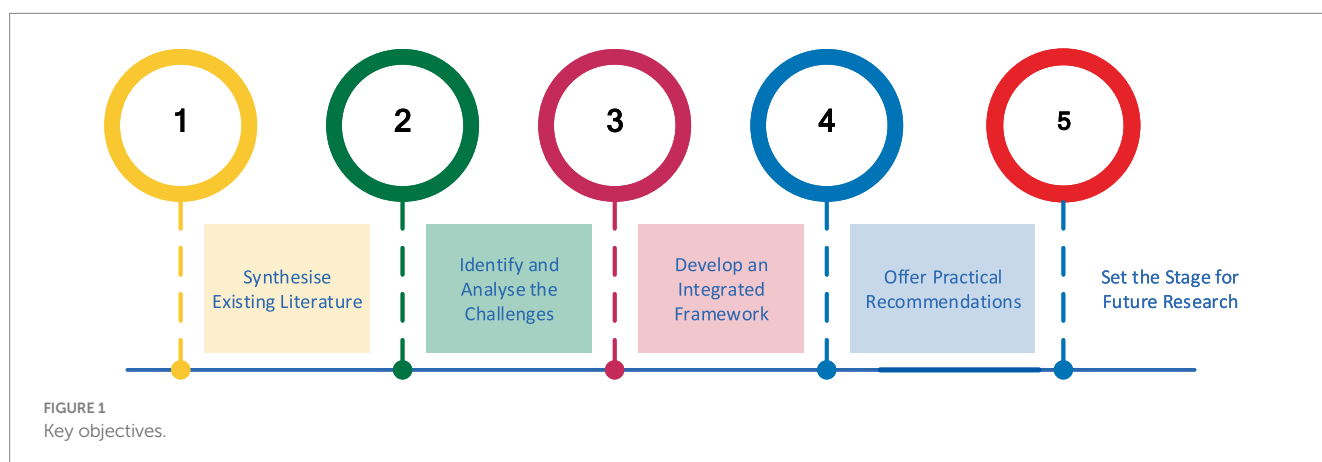 1
2
3
4
5
Synthesise
Existing Literature
Identify and
Analyse the
Challenges
Develop an
Integrated
Framework
Offer Practical
Recommendations
Set the Stage for
Future Research
FIGURE 1
Key objectives.